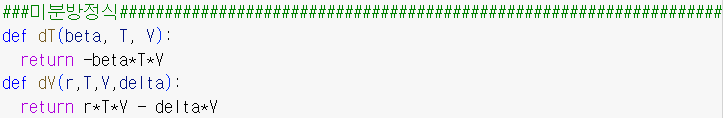 ###미분방정식###################################################################
def dT(beta, T, V):
  return -beta*T*V
def dV(r,T,V,delta):
  return r*T*V - delta*V